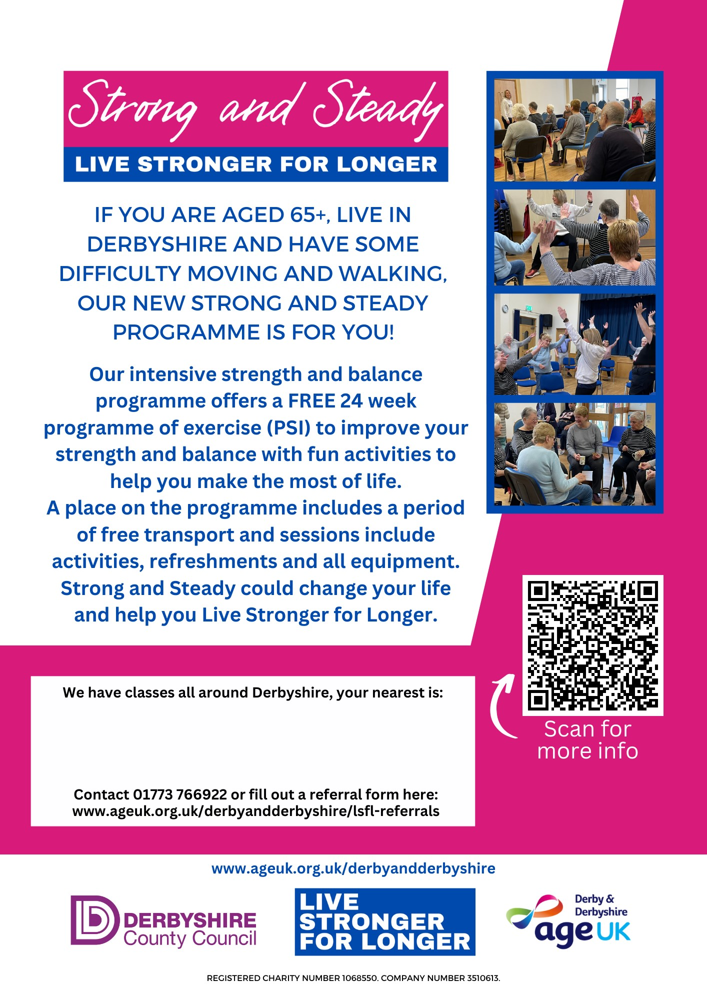 Strong and Steady
LIVE STRONGER FOR LONGER
IF YOU ARE AGED 65+, LIVE IN
DERBYSHIRE AND HAVE SOME
DIFFICULTY MOVING AND WALKING,
OUR NEW STRONG AND STEADY
PROGRAMME IS FOR YOU!
Our intensive strength and balance
programme offers a FREE 24 week
programme of exercise (PSI) to improve your
strength and balance with fun activities to
help you make the most of life.
A place on the programme includes a period
of free transport and sessions include
activities, refreshments and all equipment.
Strong and Steady could change your life
and help you Live Stronger for Longer.
We have classes all around Derbyshire, your nearest is:
Contact 01773 766922 or fill out a referral form here:
www.ageuk.org.uk/derbyandderbyshire/lsfl-referrals
Scan for
more info
www.ageuk.org.uk/derbyandderbyshire
DERBYSHIRE
County Council
LIVE
STRONGER
FOR LONGER
Derby &
Derbyshire
age UK
REGISTERED CHARITY NUMBER 1068550. COMPANY NUMBER 3510613.